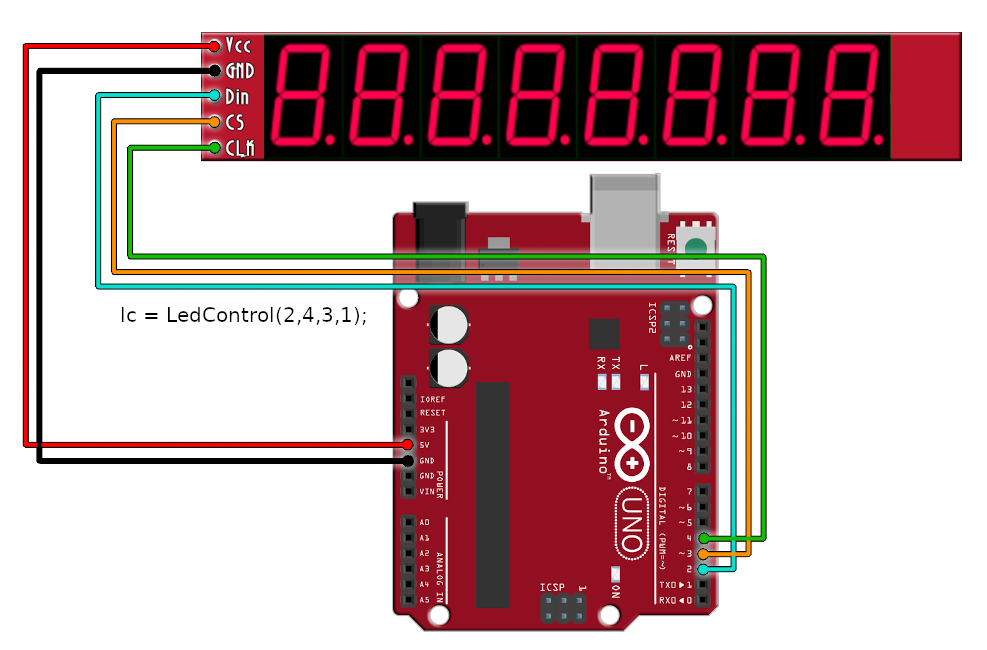 Vcc
GND
Din
CS
CLK
RESET
lc = LedControl(2,4,3,1);
ICSP2
AREF
GND
13
12
~11
~10
~9
8
7
~6
~5
4
~3
2
TX0▶1
RX0◀0
RX
TX
L
Arduino™
UNO
DIGITAL (PWM=~)
IOREF
RESET
3V3
5V
GND
GND
VIN
POWER
A0
A1
A2
A3
A4
A5
ANALOG IN
ICSP
1
ON